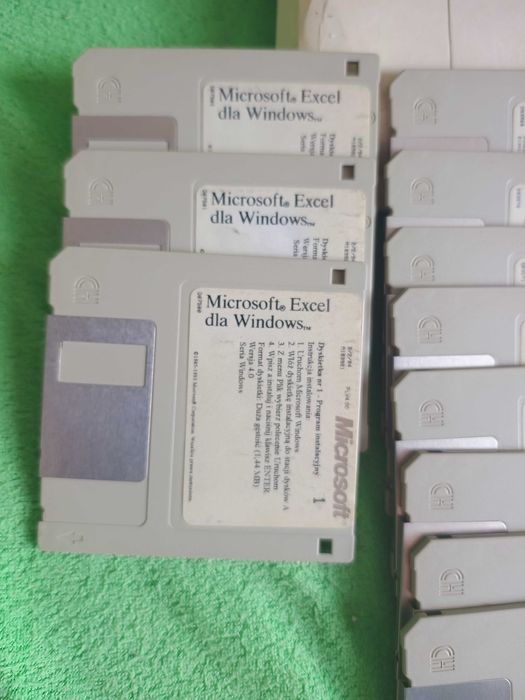 Microsoft® Excel
dla Windows™
Microsoft® Excel
dla Windows™
Microsoft® Excel
dla Windows™
Dyskietka nr 1 - Program instalacyjny
Instrukcja instalowania:
1. Uruchom Microsoft Windows
2. Włóż dyskietkę instalacyjną do stacji dysków A
3. Z menu Plik wybierz polecenie Uruchom
4. Wpisz a:instaluj i naciśnij klawisz ENTER
Wersja 4.0
Format dyskietki: Duża gęstość (1,44 MB)
Seria Windows
1
Microsoft